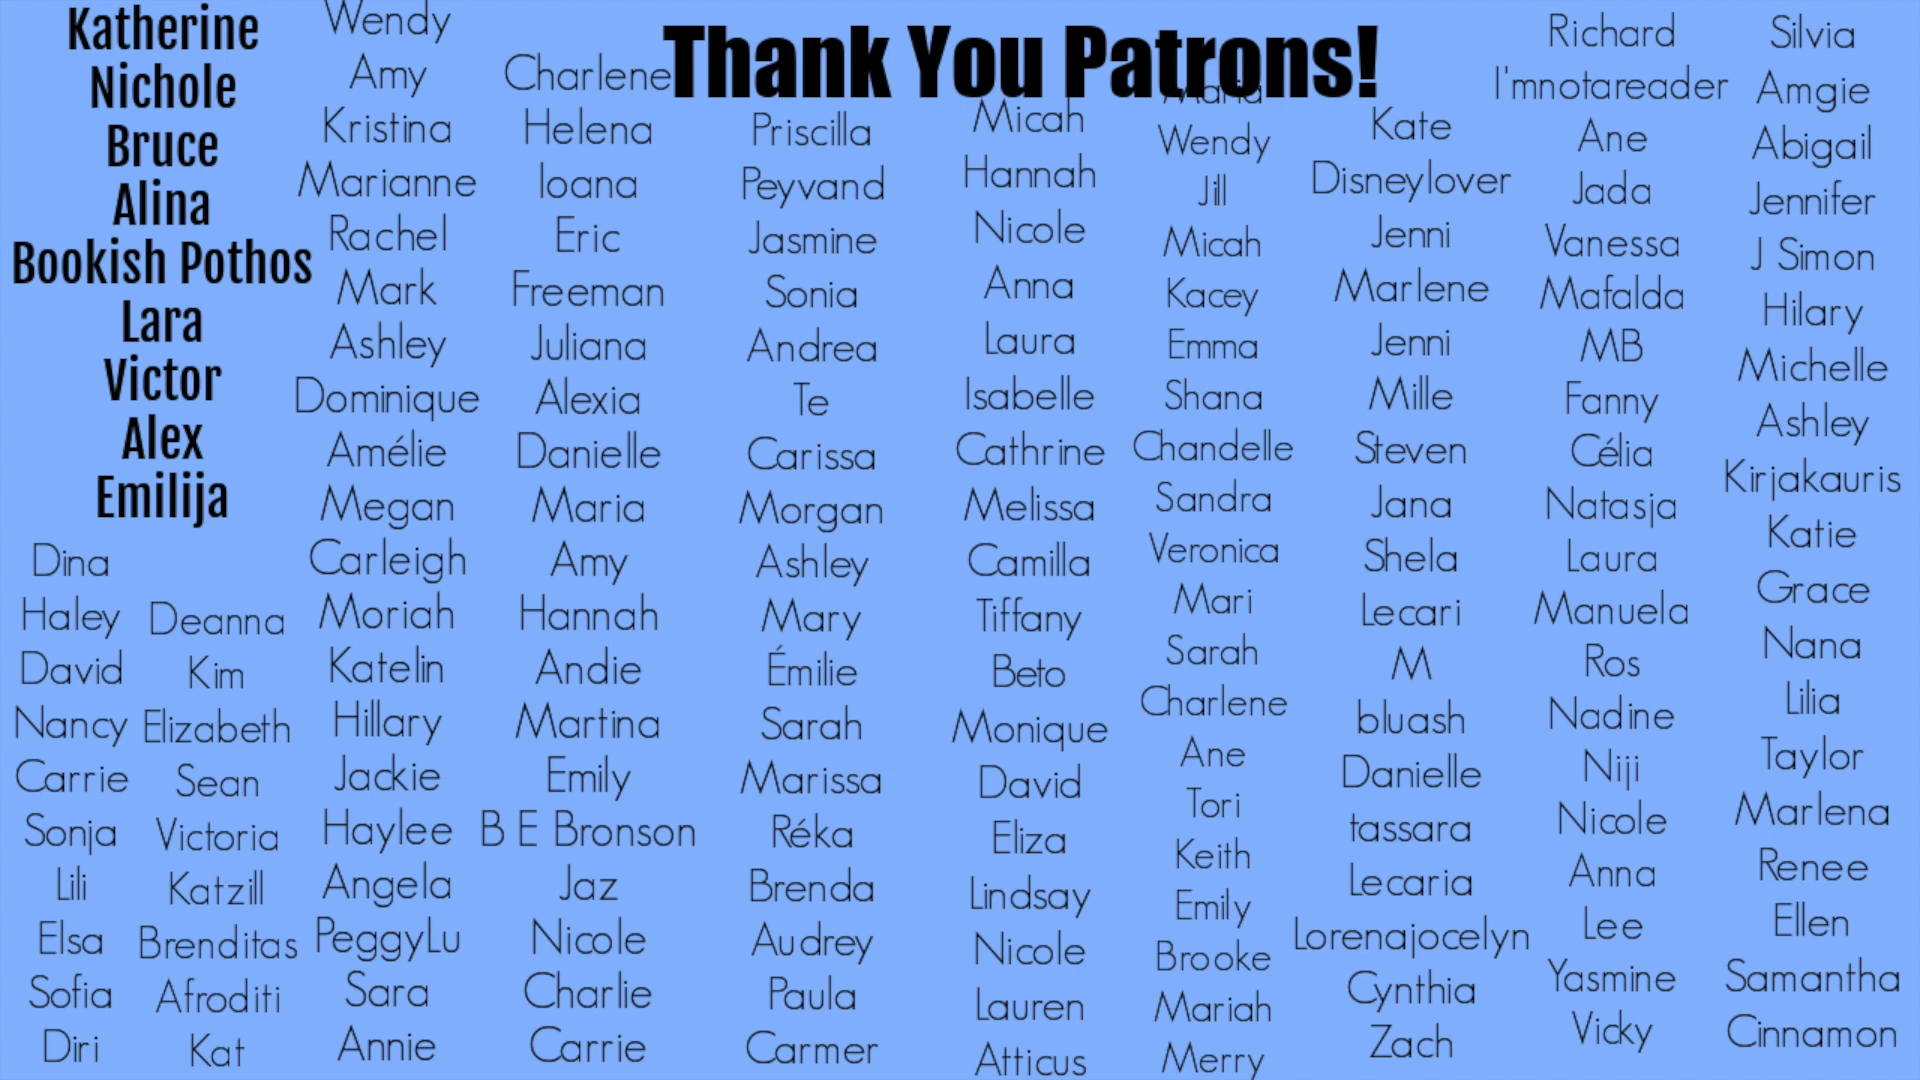 Thank You Patrons!
Katherine
Nichole
Bruce
Alina
Bookish Pothos
Lara
Victor
Alex
Emilija
Dina
Haley
David
Nancy
Carrie
Sonja
Lili
Elsa
Sofia
Diri
Deanna
Kim
Elizabeth
Sean
Victoria
Katzill
Brenditas
Afroditi
Kat
Wendy
Amy
Kristina
Marianne
Rachel
Mark
Ashley
Dominique
Amélie
Megan
Carleigh
Moriah
Katelin
Hillary
Jackie
Haylee
Angela
PeggyLu
Sara
Annie
Charlene
Helena
Ioana
Eric
Freeman
Juliana
Alexia
Danielle
Maria
Amy
Hannah
Andie
Martina
Emily
B E Bronson
Jaz
Nicole
Charlie
Carrie
Priscilla
Peyvand
Jasmine
Sonia
Andrea
Te
Carissa
Morgan
Ashley
Mary
Émilie
Sarah
Marissa
Réka
Brenda
Audrey
Paula
Carmer
Micah
Hannah
Nicole
Anna
Laura
Isabelle
Cathrine
Melissa
Camilla
Tiffany
Beto
Monique
David
Eliza
Lindsay
Nicole
Lauren
Atticus
Maria
Wendy
Jill
Micah
Kacey
Emma
Shana
Chandelle
Sandra
Veronica
Mari
Sarah
Charlene
Ane
Tori
Keith
Emily
Brooke
Mariah
Merry
Kate
Disneylover
Jenni
Marlene
Jenni
Mille
Steven
Jana
Shela
Lecari
M
bluash
Danielle
tassara
Lecaria
Lorenajocelyn
Cynthia
Zach
Richard
I'mnotareader
Ane
Jada
Vanessa
Mafalda
MB
Fanny
Célia
Natasja
Laura
Manuela
Ros
Nadine
Niji
Nicole
Anna
Lee
Yasmine
Vicky
Silvia
Amgie
Abigail
Jennifer
J Simon
Hilary
Michelle
Ashley
Kirjakauris
Katie
Grace
Nana
Lilia
Taylor
Marlena
Renee
Ellen
Samantha
Cinnamon